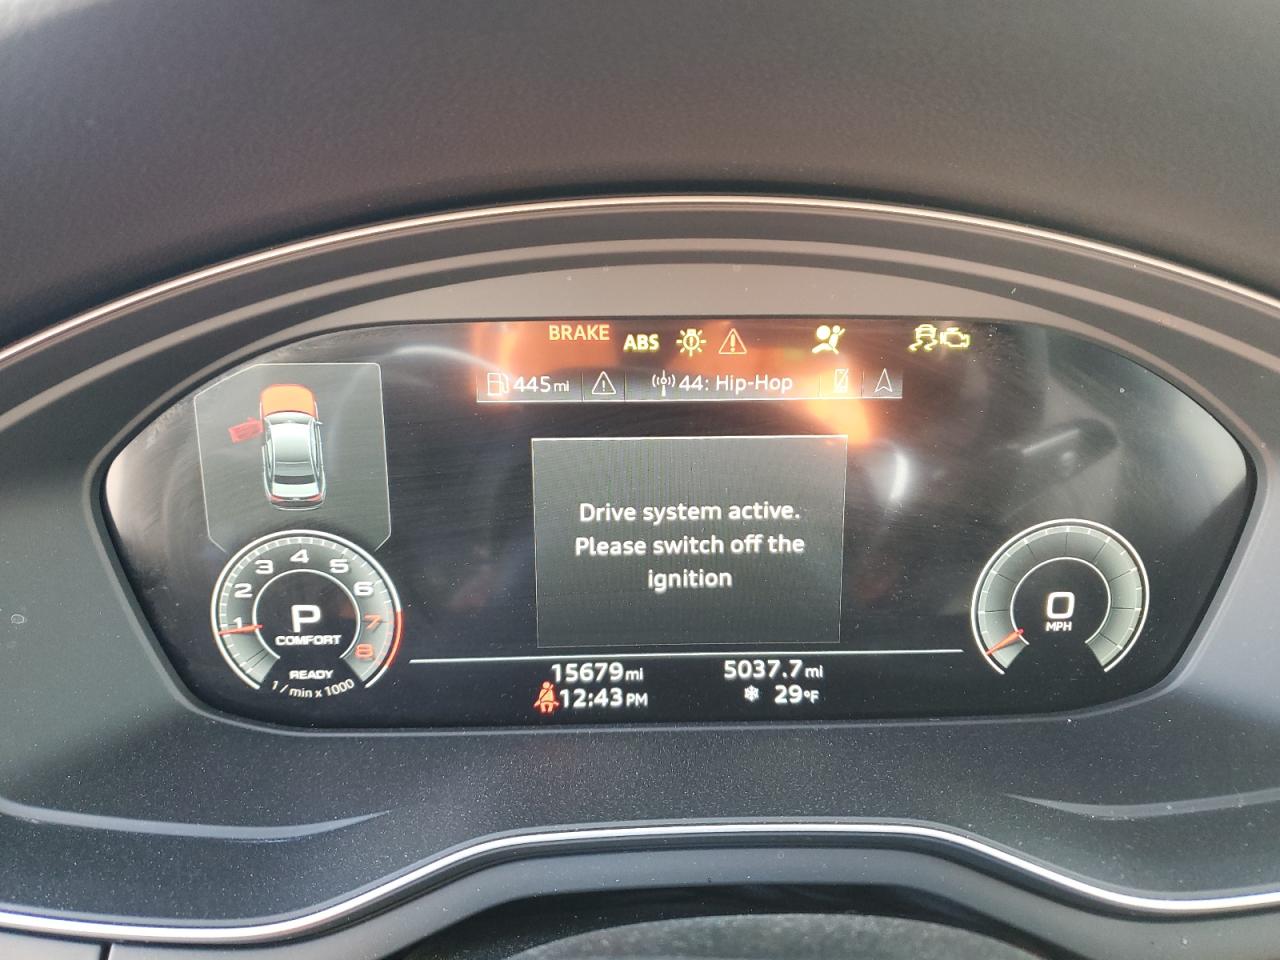 BRAKE ABS
445mi 44: Hip-Hop
Drive system active.
Please switch off the
ignition
1 2 3 4 5 6 7 8
P
COMFORT
READY
1 / min x 1000
0
MPH
15679mi 5037.7mi
12:43PM 29°F